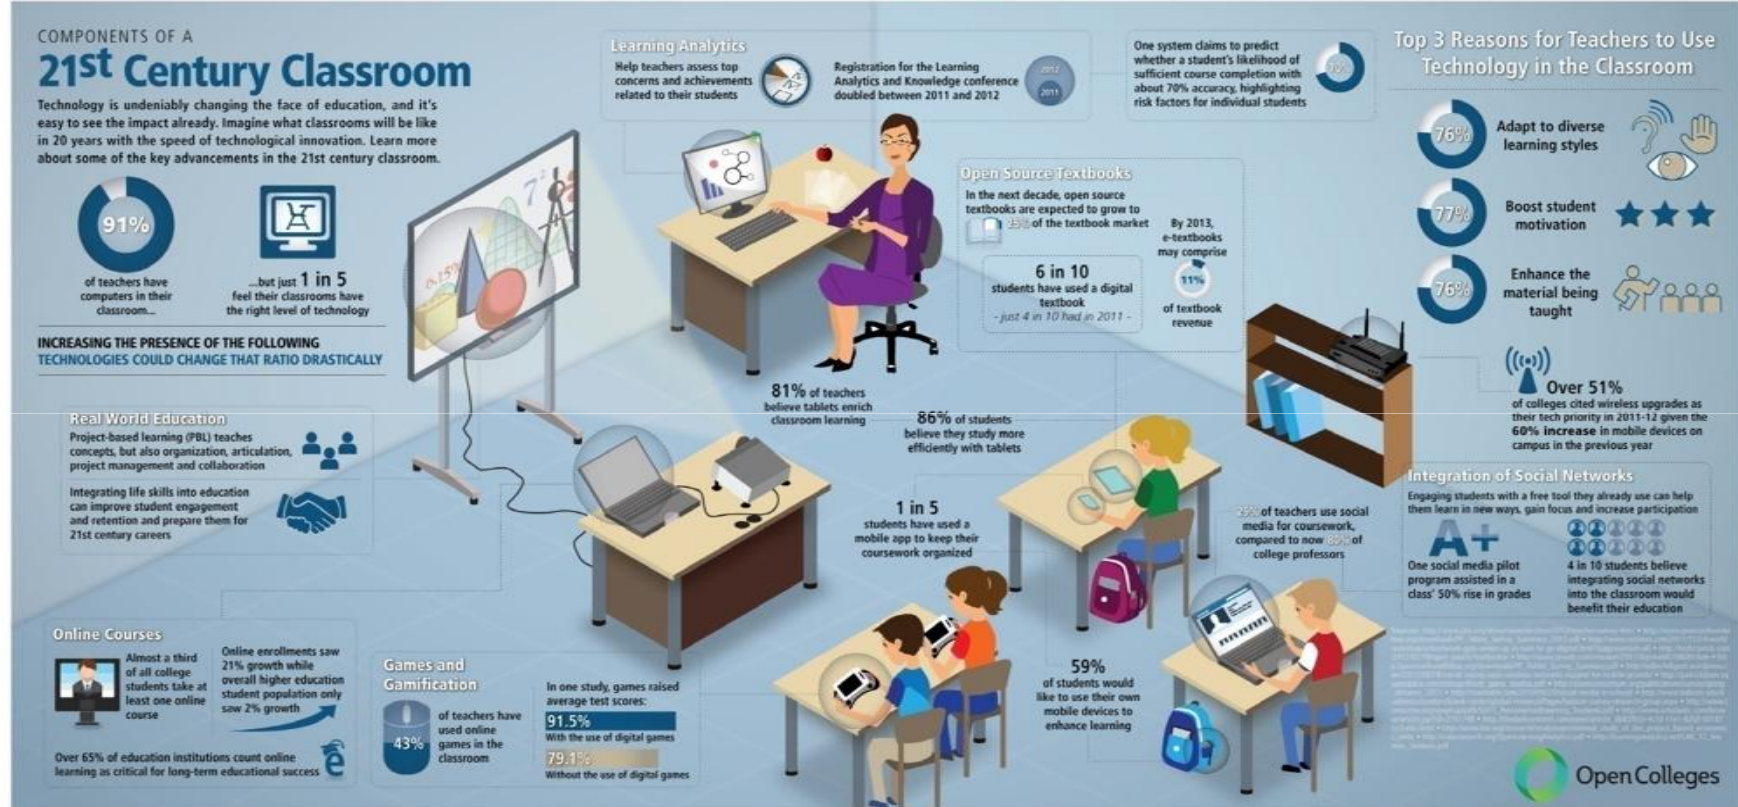 COMPONENTS OF A
21st Century Classroom
Technology is undeniably changing the face of education, and it's
easy to see the impact already. Imagine what classrooms will be like
in 20 years with the speed of technological innovation. Learn more
about some of the key advancements in the 21st century classroom.
91%
of teachers have
computers in their
classroom...
...but just 1 in 5
feel their classrooms have
the right level of technology
INCREASING THE PRESENCE OF THE FOLLOWING
TECHNOLOGIES COULD CHANGE THAT RATIO DRASTICALLY
Real World Education
Project-based learning (PBL) teaches
concepts, but also organization, articulation,
project management and collaboration
Integrating life skills into education
can improve student engagement
and retention and prepare them for
21st century careers
Online Courses
Almost a third
of all college
students take at
least one online
course
Online enrollments saw
21% growth while
overall higher education
student population only
saw 2% growth
Over 65% of education institutions count online
learning as critical for long-term educational success
e
Games and
Gamification
43%
of teachers have
used online
games in the
classroom
In one study, games raised
average test scores:
91.5%
With the use of digital games
79.1%
Without the use of digital games
Learning Analytics
Help teachers assess top
concerns and achievements
related to their students
Registration for the Learning
Analytics and Knowledge conference
doubled between 2011 and 2012
2012
2011
One system claims to predict
whether a student's likelihood of
sufficient course completion with
about 70% accuracy, highlighting
risk factors for individual students
70%
7²
Open Source Textbooks
In the next decade, open source
textbooks are expected to grow to
25% of the textbook market
6 in 10
students have used a digital
textbook
- just 4 in 10 had in 2011 -
By 2013,
e-textbooks
may comprise
11%
of textbook
revenue
81% of teachers
believe tablets enrich
classroom learning
86% of students
believe they study more
efficiently with tablets
1 in 5
students have used a
mobile app to keep their
coursework organized
59%
of students would
like to use their own
mobile devices to
enhance learning
of teachers use social
media for coursework,
compared to now 80% of
college professors
Top 3 Reasons for Teachers to Use
Technology in the Classroom
76%
Adapt to diverse
learning styles
77%
Boost student
motivation
76%
Enhance the
material being
taught
Over 51%
of colleges cited wireless upgrades as
their tech priority in 2011-12 given the
60% increase in mobile devices on
campus in the previous year
Integration of Social Networks
Engaging students with a free tool they already use can help
them learn in new ways, gain focus and increase participation
A+
One social media pilot
program assisted in a
class' 50% rise in grades
4 in 10 students believe
integrating social networks
into the classroom would
benefit their education
Open Colleges